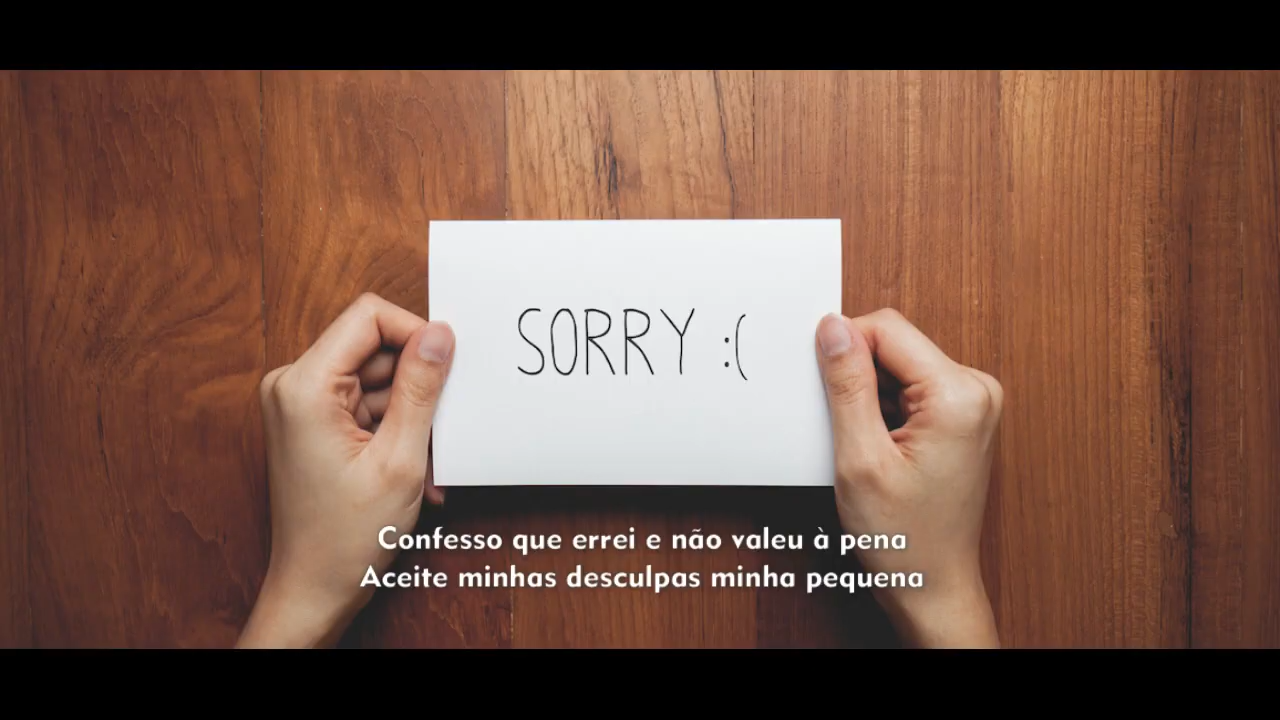 SORRY :(
Confesso que errei e não valeu à pena
Aceite minhas desculpas minha pequena